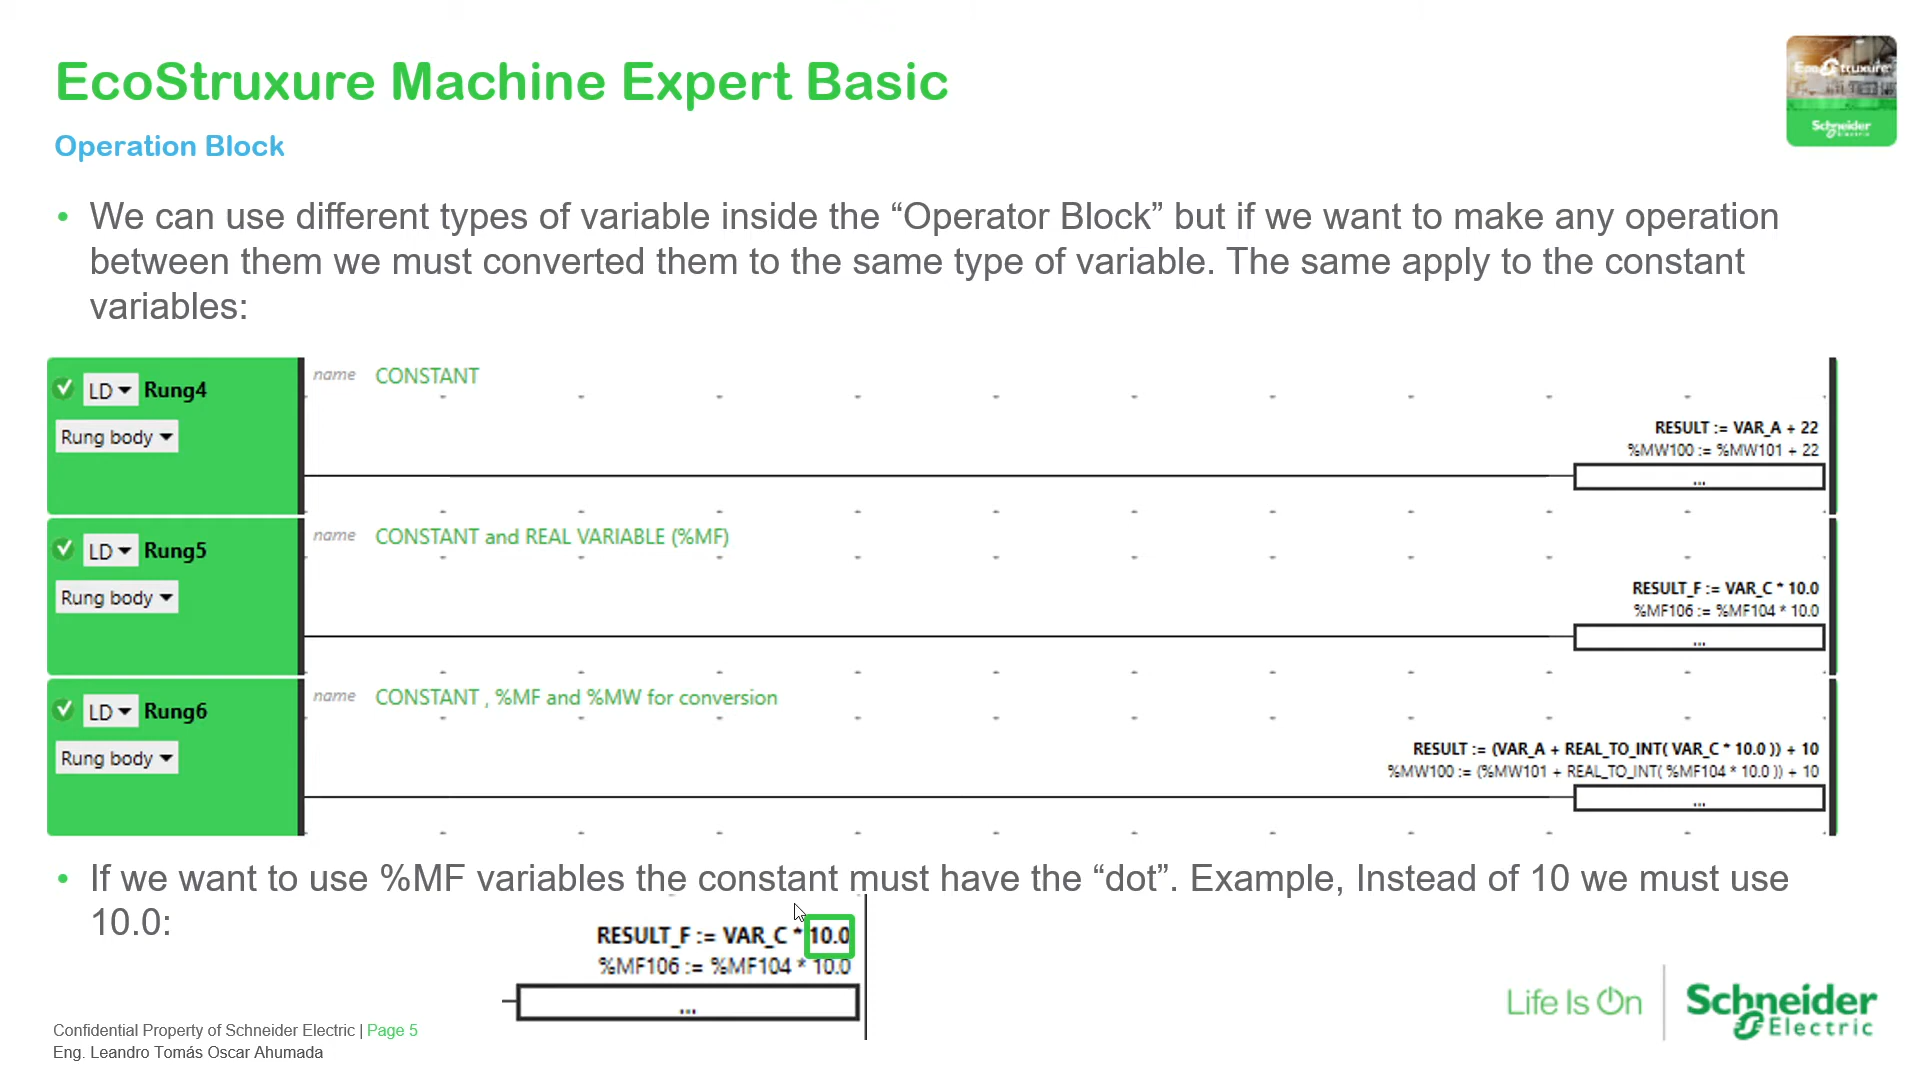 EcoStruxure Machine Expert Basic
EcoStruxure
Schneider
Electric
Operation Block
• We can use different types of variable inside the “Operator Block” but if we want to make any operation
between them we must converted them to the same type of variable. The same apply to the constant
variables:
LD Rung4
Rung body
name CONSTANT
RESULT := VAR_A + 22
%MW100 := %MW101 + 22
...
LD Rung5
Rung body
name CONSTANT and REAL VARIABLE (%MF)
RESULT_F := VAR_C * 10.0
%MF106 := %MF104 * 10.0
...
LD Rung6
Rung body
name CONSTANT , %MF and %MW for conversion
RESULT := (VAR_A + REAL_TO_INT( VAR_C * 10.0 )) + 10
%MW100 := (%MW101 + REAL_TO_INT( %MF104 * 10.0 )) + 10
...
• If we want to use %MF variables the constant must have the “dot”. Example, Instead of 10 we must use
10.0:
RESULT_F := VAR_C * 10.0
%MF106 := %MF104 * 10.0
...
Confidential Property of Schneider Electric | Page 5
Eng. Leandro Tomás Oscar Ahumada
Life Is On
Schneider
Electric